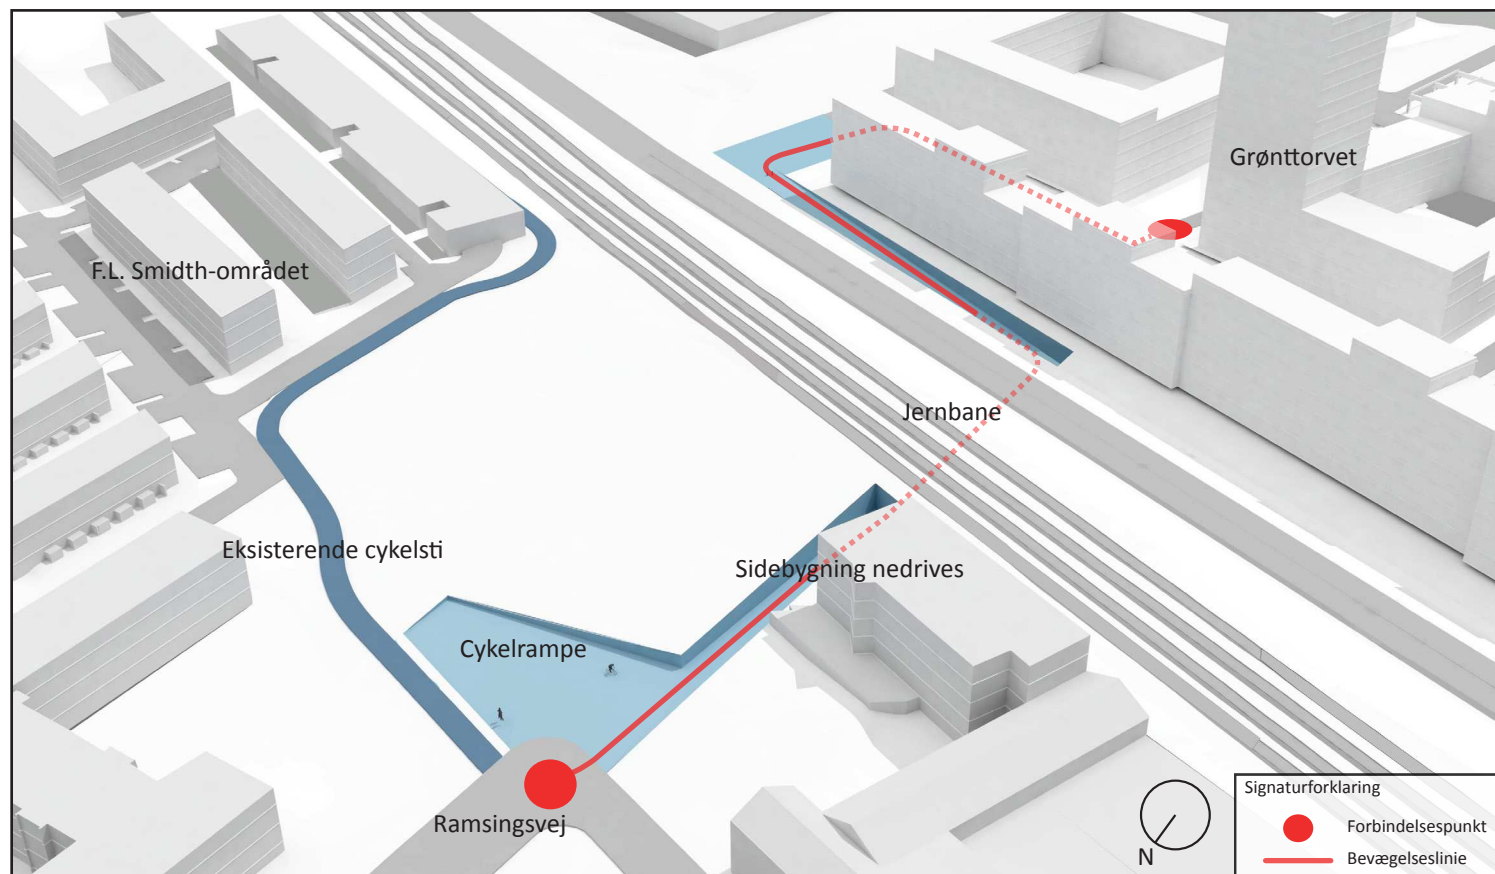 Grønttorvet
F.L. Smidth-området
Jernbane
Eksisterende cykelsti
Sidebygning nedrives
Cykelrampe
Ramsingsvej
N
Signaturforklaring
Forbindelsespunkt
Bevægelseslinie